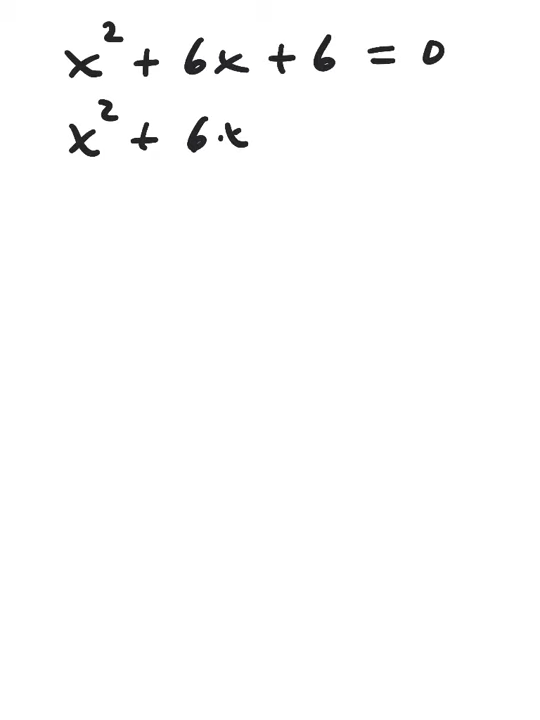 x² + 6x + 6 = 0
x² + 6x